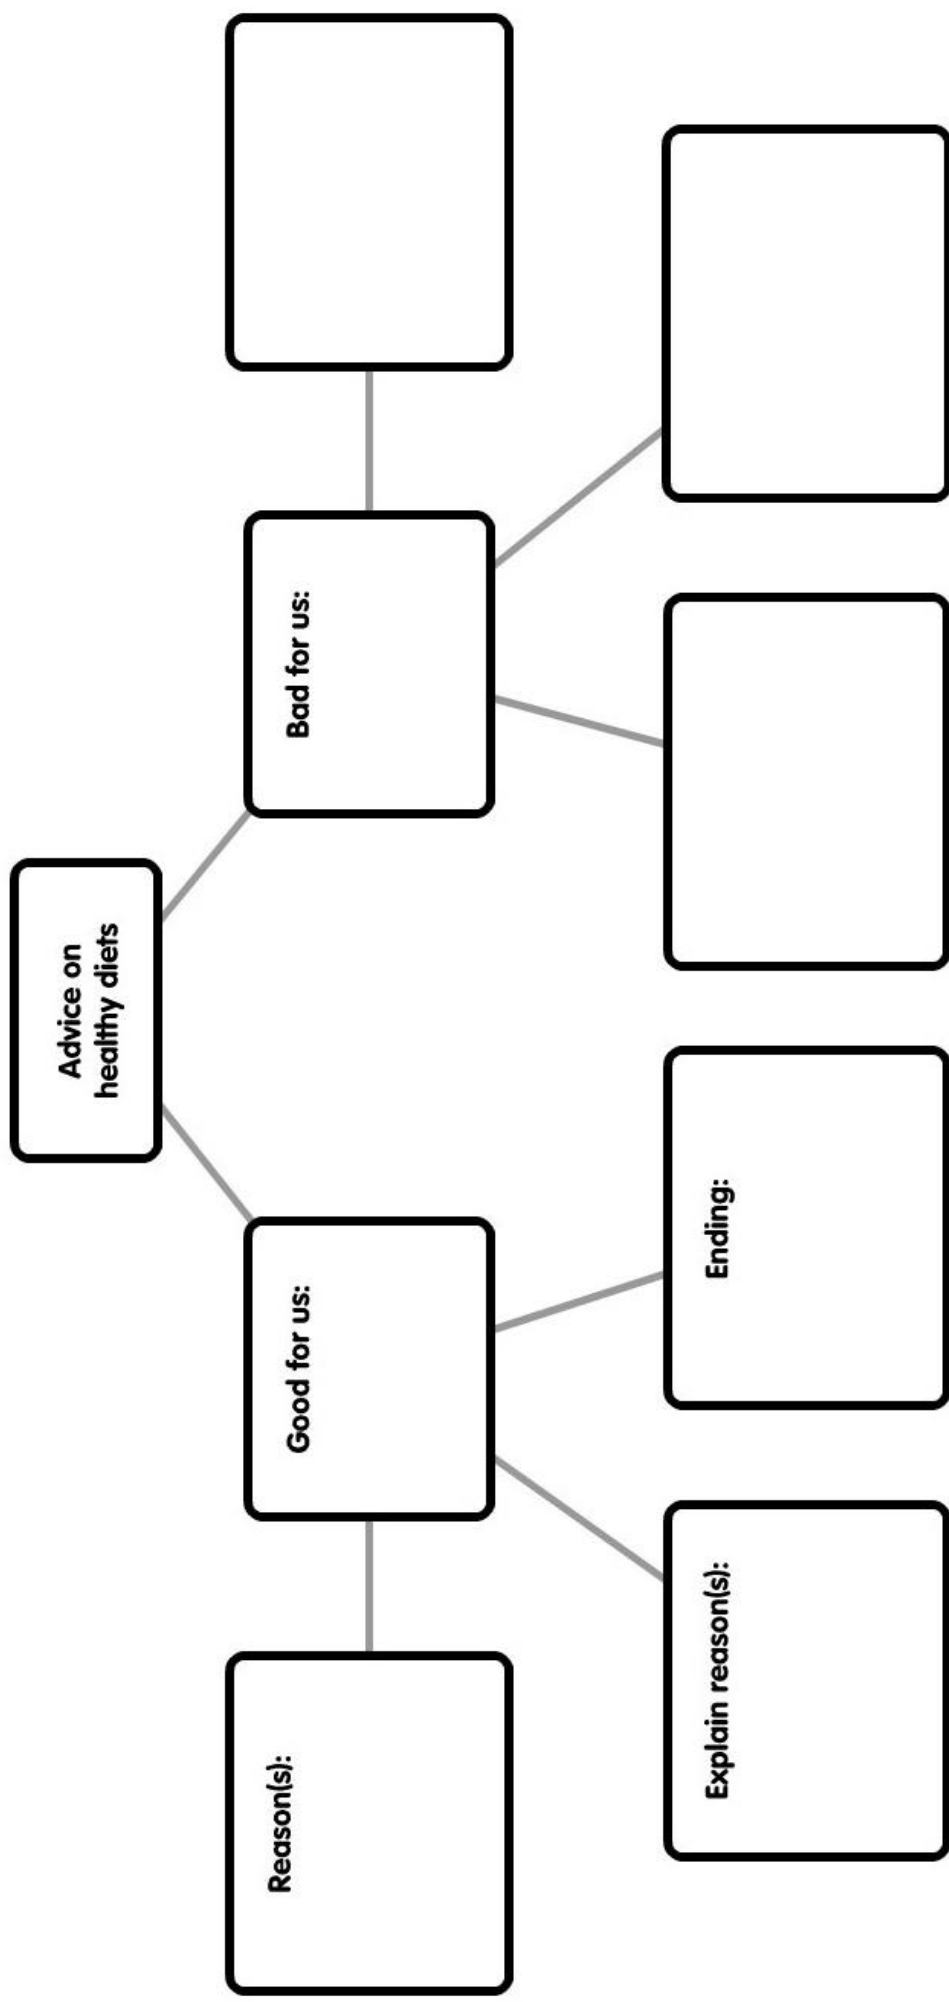 Advice on
healthy diets
Good for us:
Bad for us:
Reason(s):
Explain reason(s):
Ending: